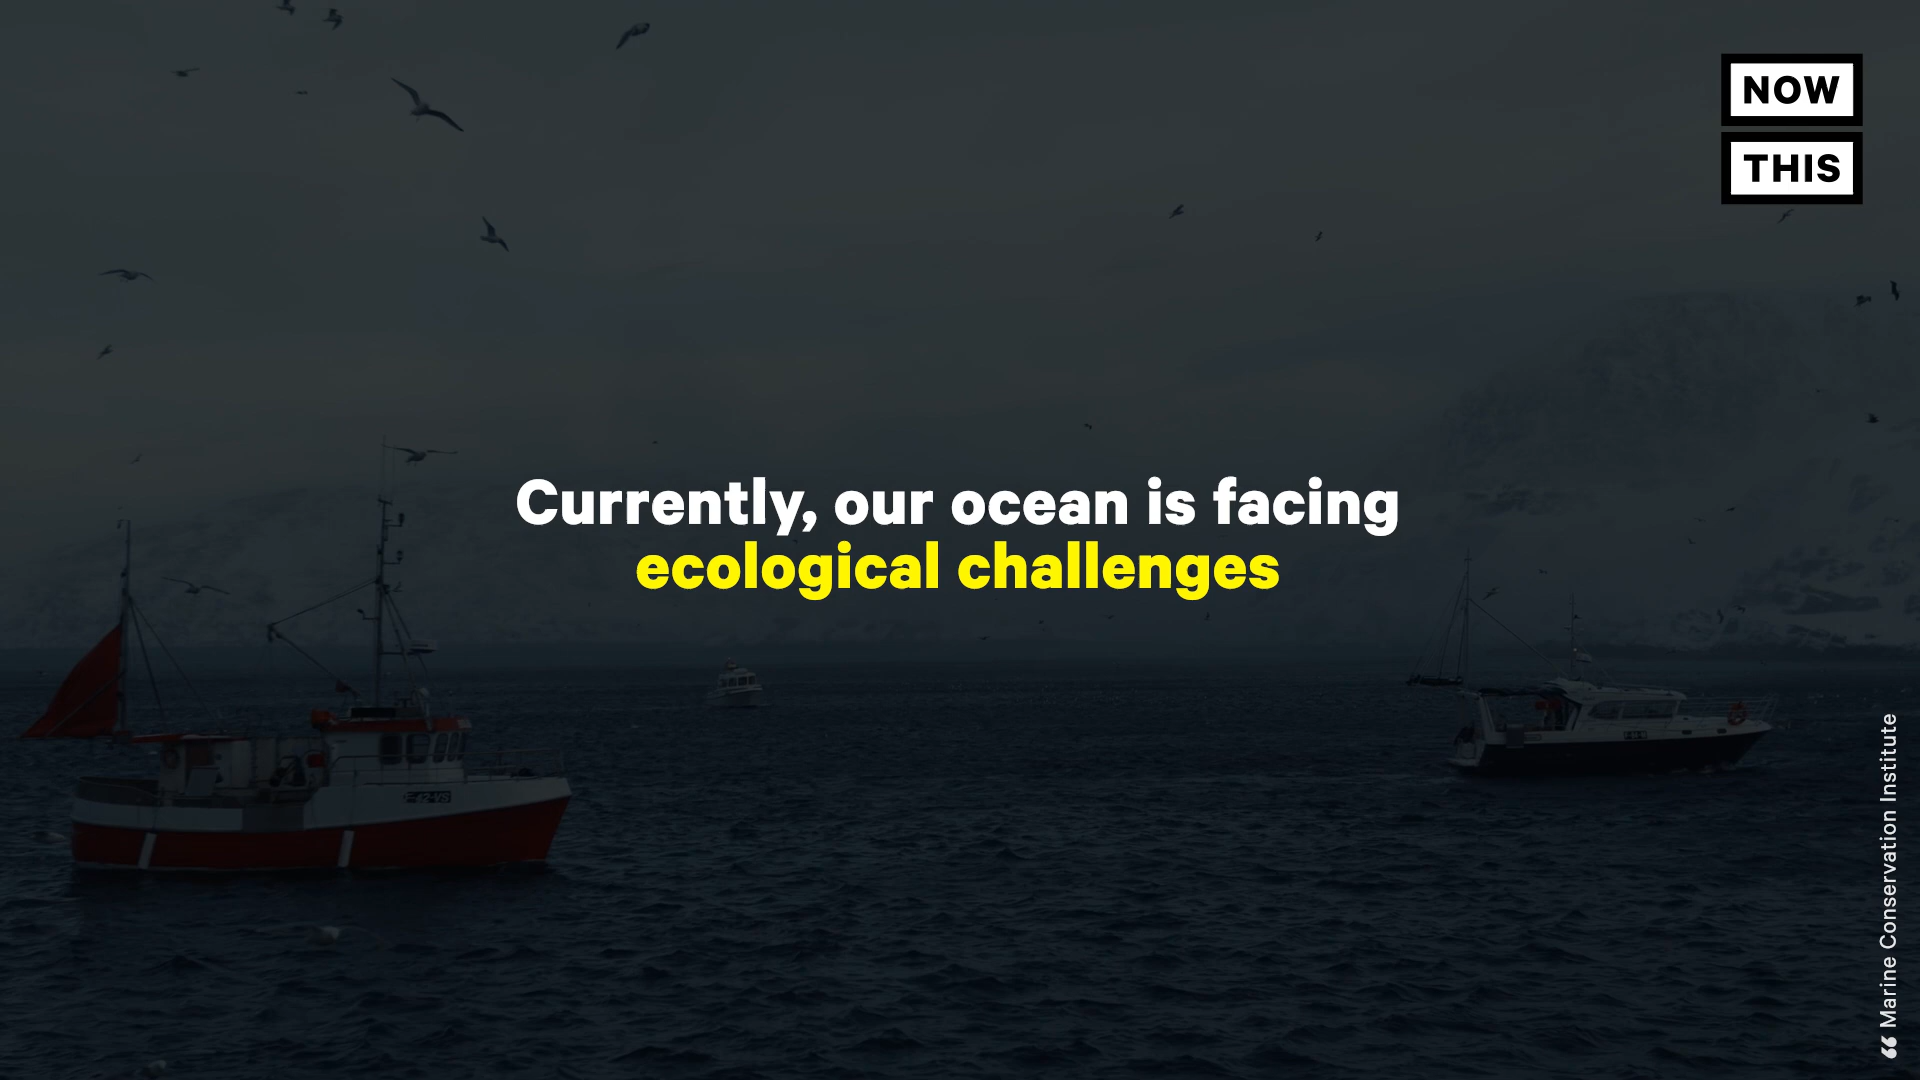 NOW
THIS
Currently, our ocean is facing
ecological challenges
❝ Marine Conservation Institute